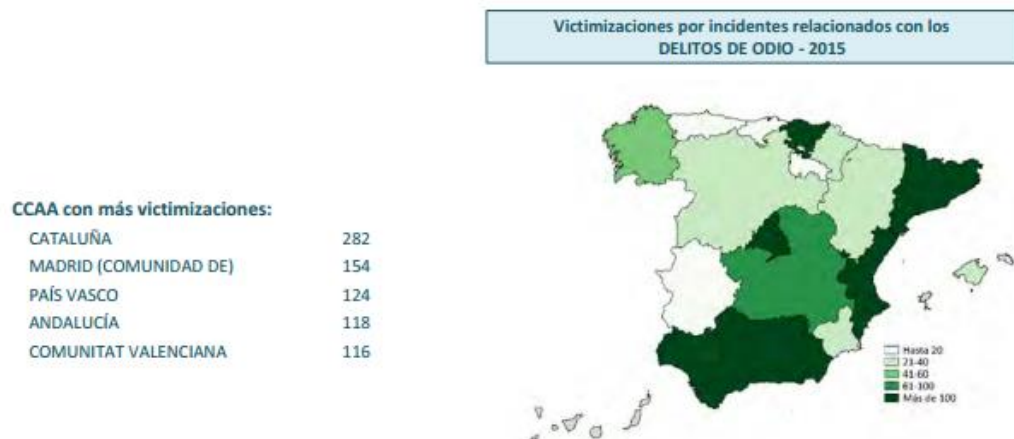 Victimizaciones por incidentes relacionados con los
DELITOS DE ODIO - 2015
CCAA con más victimizaciones:
CATALUÑA 282
MADRID (COMUNIDAD DE) 154
PAÍS VASCO 124
ANDALUCÍA 118
COMUNITAT VALENCIANA 116
Hasta 20
21-40
41-60
61-100
Más de 100